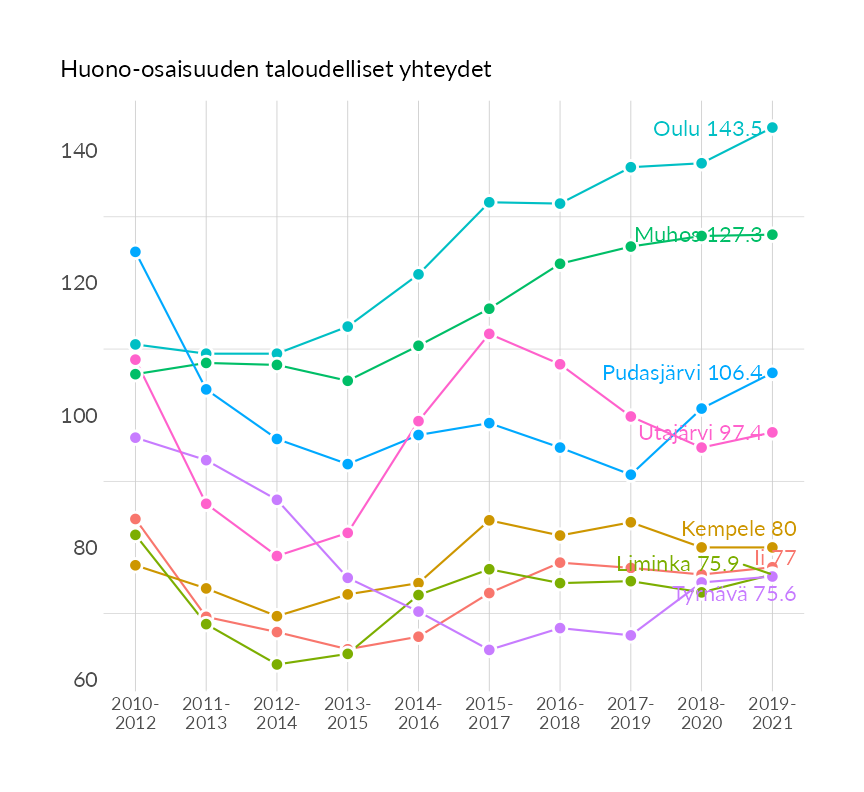 Huono-osaisuuden taloudelliset yhteydet
Oulu 143.5
140
Muhos 127.3
120
Pudasjärvi 106.4
100
Utajärvi 97.4
Kempele 80
80
Ii 77
Liminka 75.9
Tyrnävä 75.6
60
2010-
2012
2011-
2013
2012-
2014
2013-
2015
2014-
2016
2015-
2017
2016-
2018
2017-
2019
2018-
2020
2019-
2021